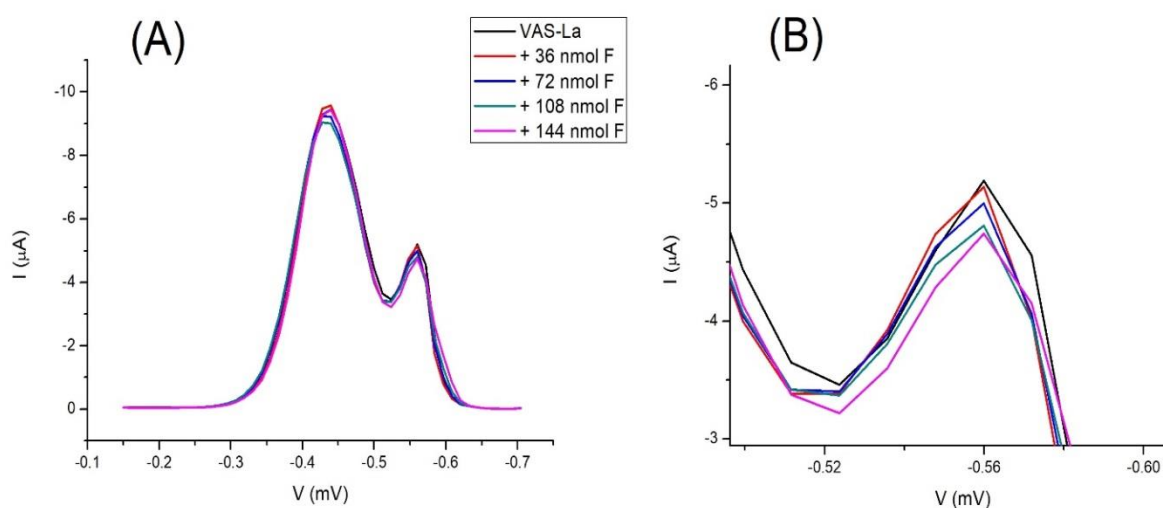 (A)
VAS-La
+ 36 nmol F
+ 72 nmol F
+ 108 nmol F
+ 144 nmol F
-10
-8
-6
-4
-2
0
I (µA)
-0.1
-0.2
-0.3
-0.4
-0.5
-0.6
-0.7
V (mV)
(B)
-6
-5
-4
-3
I (µA)
-0.52
-0.56
-0.60
V (mV)